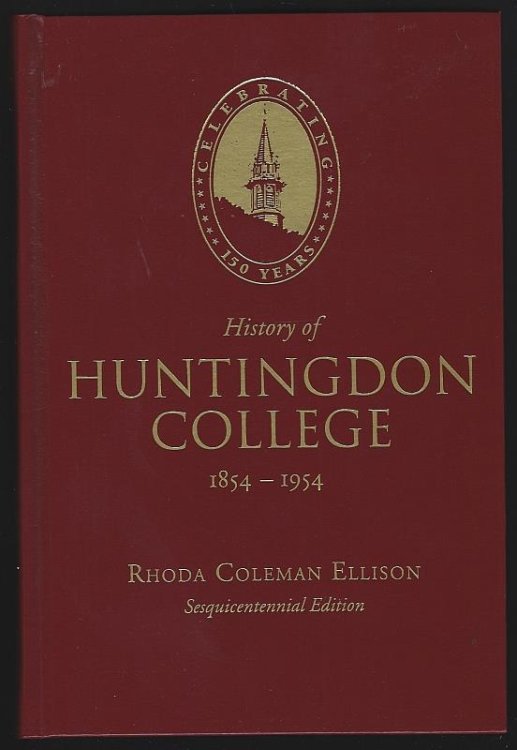 CELEBRATING
150 YEARS
History of
HUNTINGDON
COLLEGE
1854 – 1954
RHODA COLEMAN ELLISON
Sesquicentennial Edition